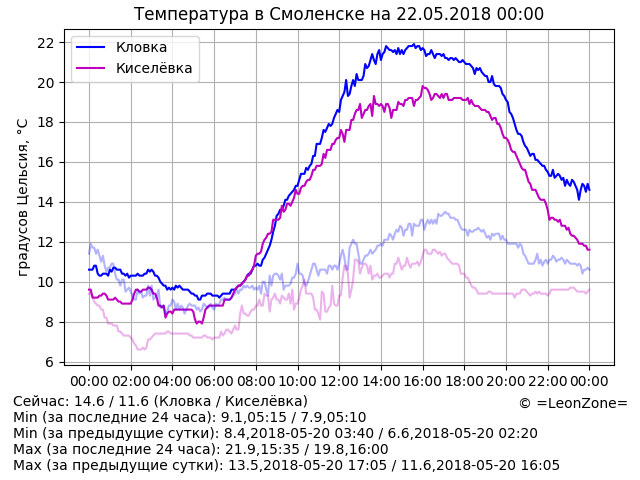 Температура в Смоленске на 22.05.2018 00:00
Кловка
Киселёвка
градусов Цельсия, °C
22
20
18
16
14
12
10
8
6
00:00 02:00 04:00 06:00 08:00 10:00 12:00 14:00 16:00 18:00 20:00 22:00 00:00
Сейчас: 14.6 / 11.6 (Кловка / Киселёвка)
© =LeonZone=
Min (за последние 24 часа): 9.1,05:15 / 7.9,05:10
Min (за предыдущие сутки): 8.4,2018-05-20 03:40 / 6.6,2018-05-20 02:20
Max (за последние 24 часа): 21.9,15:35 / 19.8,16:00
Max (за предыдущие сутки): 13.5,2018-05-20 17:05 / 11.6,2018-05-20 16:05